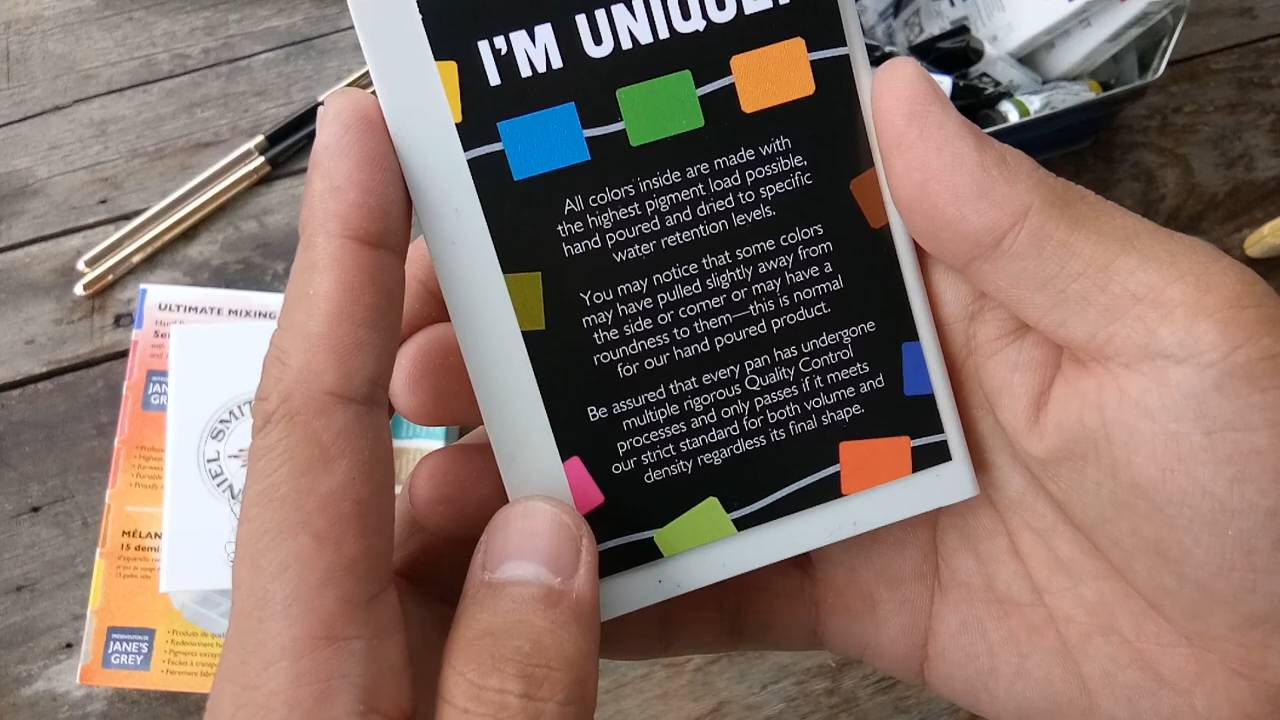 I'M UNIQUE!
All colors inside are made with
the highest pigment load possible,
hand poured and dried to specific
water retention levels.
You may notice that some colors
may have pulled slightly away from
the side or corner or may have a
roundness to them—this is normal
for our hand poured product.
Be assured that every pan has undergone
multiple rigorous Quality Control
processes and only passes if it meets
our strict standard for both volume and
density regardless its final shape.
ULTIMATE MIXING
15 demi
JANE'S
GREY